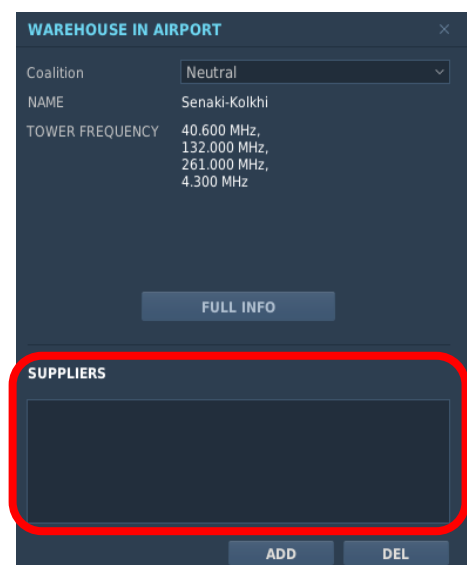 WAREHOUSE IN AIRPORT
Coalition Neutral
NAME Senaki-Kolkhi
TOWER FREQUENCY 40.600 MHz,
132.000 MHz,
261.000 MHz,
4.300 MHz
FULL INFO
SUPPLIERS
ADD DEL